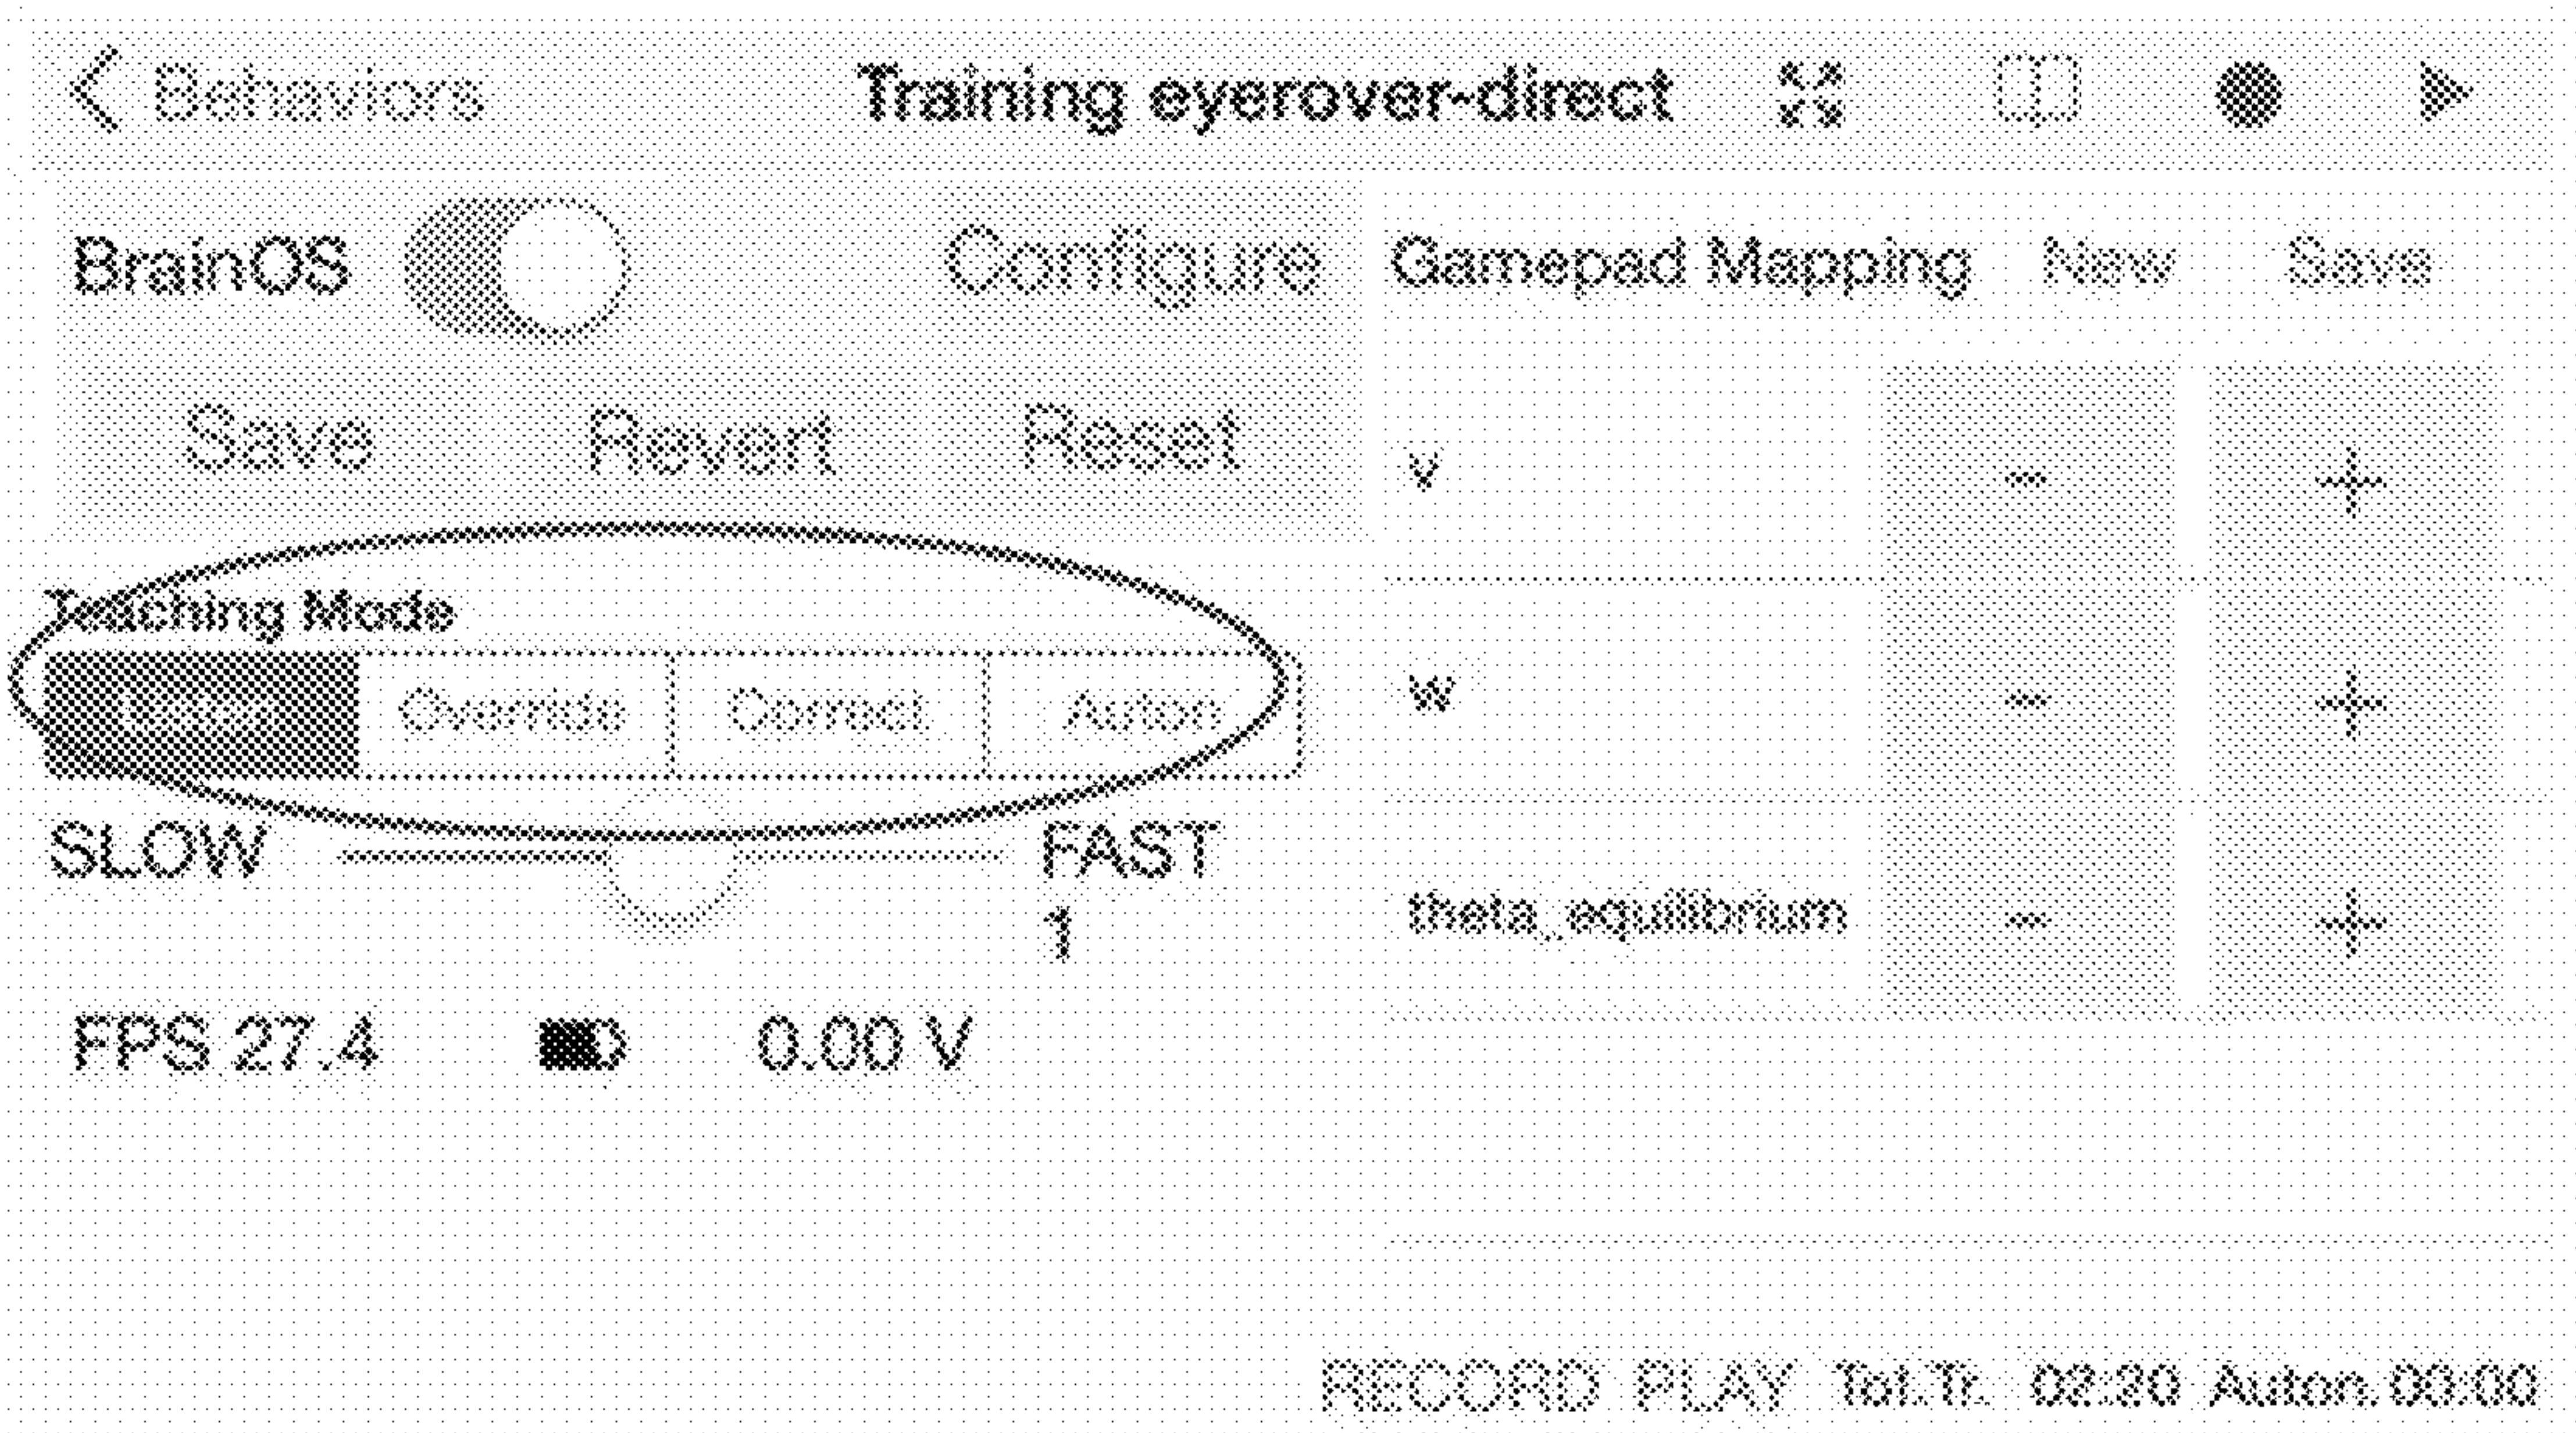 Behaviors Training eyerover-direct
BrainOS Configure
Save Revert Reset
Teaching Mode
Override Correct Auton
SLOW FAST
1
FPS 27.4 0.00 V
Gamepad Mapping New Save
v - +
w - +
theta_equilibrium - +
RECORD PLAY Tot.Tr. 02:20 Auton. 00:00